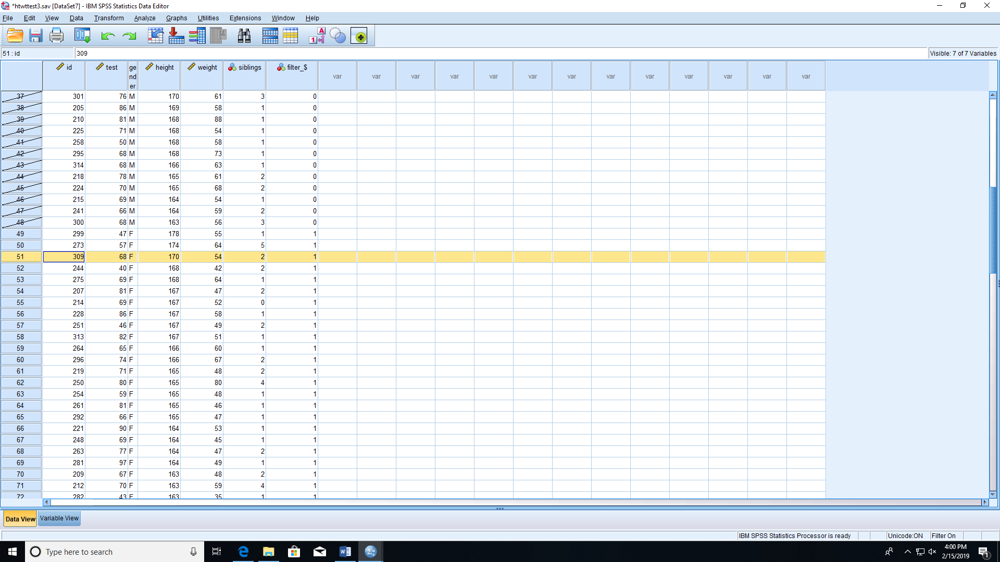 *htwttest3.sav [DataSet7] - IBM SPSS Statistics Data Editor
File Edit View Data Transform Analyze Graphs Utilities Extensions Window Help
51 : id 309 Visible: 7 of 7 Variables
id test gender height weight siblings filter_$ var var var var var var var var var var var var var
37 301 76 M 170 61 3 0
38 205 86 M 169 58 1 0
39 210 81 M 168 88 1 0
40 225 71 M 168 54 1 0
41 258 50 M 168 58 1 0
42 295 68 M 168 73 1 0
43 314 68 M 166 63 1 0
44 218 78 M 165 61 2 0
45 224 70 M 165 68 2 0
46 215 69 M 164 54 1 0
47 241 66 M 164 59 2 0
48 300 68 M 163 56 3 0
49 299 47 F 178 55 1 1
50 273 57 F 174 64 5 1
51 309 68 F 170 54 2 1
52 244 40 F 168 42 2 1
53 275 69 F 168 64 1 1
54 207 81 F 167 47 2 1
55 214 69 F 167 52 0 1
56 228 86 F 167 58 1 1
57 251 46 F 167 49 2 1
58 313 82 F 167 51 1 1
59 264 65 F 166 60 1 1
60 296 74 F 166 67 2 1
61 219 71 F 165 48 2 1
62 250 80 F 165 80 4 1
63 254 59 F 165 48 1 1
64 261 81 F 165 46 1 1
65 292 66 F 165 47 1 1
66 221 90 F 164 53 1 1
67 248 69 F 164 45 1 1
68 263 77 F 164 47 2 1
69 281 97 F 164 49 1 1
70 209 67 F 163 48 2 1
71 212 70 F 163 59 4 1
72 282 43 F 163 35 1 1
Data View Variable View
IBM SPSS Statistics Processor is ready Unicode:ON Filter On
Type here to search
4:00 PM
2/15/2019
1